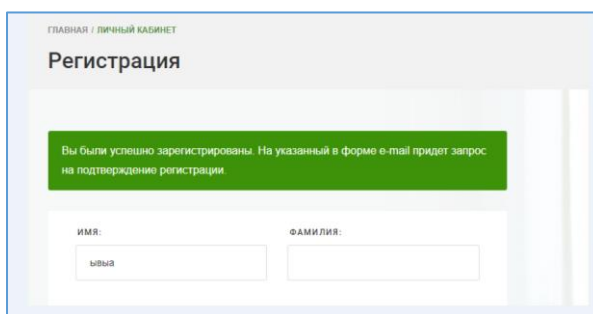 ГЛАВНАЯ / ЛИЧНЫЙ КАБИНЕТ
Регистрация
Вы были успешно зарегистрированы. На указанный в форме e-mail придет запрос
на подтверждение регистрации.
ИМЯ: ФАМИЛИЯ:
ывыа